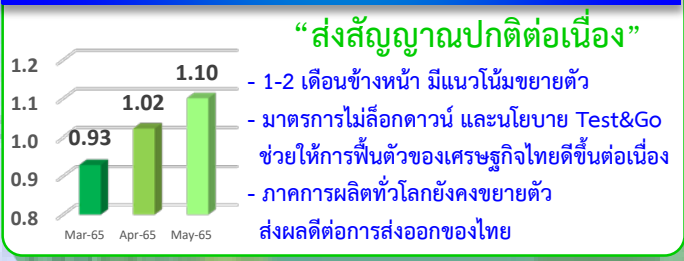 “ส่งสัญญาณปกติต่อเนื่อง”
1.2
1.1
1.0
0.9
0.8
0.93
1.02
1.10
Mar-65 Apr-65 May-65
- 1-2 เดือนข้างหน้า มีแนวโน้มขยายตัว
- มาตรการไม่ล็อกดาวน์ และนโยบาย Test&Go
ช่วยให้การฟื้นตัวของเศรษฐกิจไทยดีขึ้นต่อเนื่อง
- ภาคการผลิตทั่วโลกยังคงขยายตัว
ส่งผลดีต่อการส่งออกของไทย